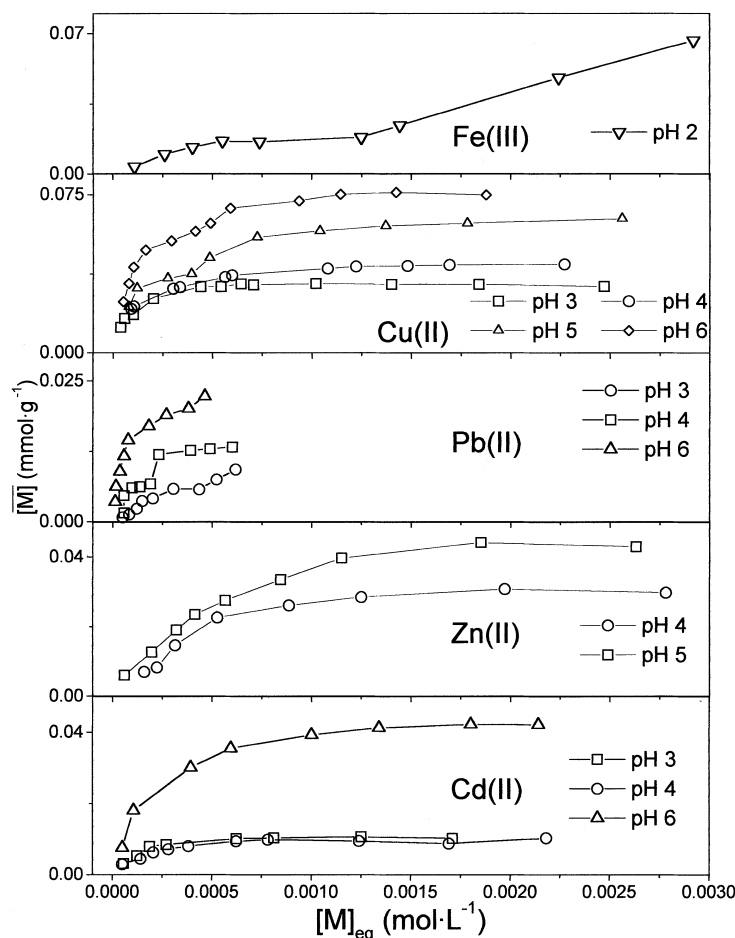 0.07
0.00
Fe(III)
pH 2
0.075
0.000
Cu(II)
pH 3
pH 4
pH 5
pH 6
0.025
0.000
Pb(II)
pH 3
pH 4
pH 6
0.04
0.00
Zn(II)
pH 4
pH 5
0.04
0.00
Cd(II)
pH 3
pH 4
pH 6
[M̅] (mmol·g⁻¹)
0.0000 0.0005 0.0010 0.0015 0.0020 0.0025 0.0030
[M]eq (mol·L⁻¹)